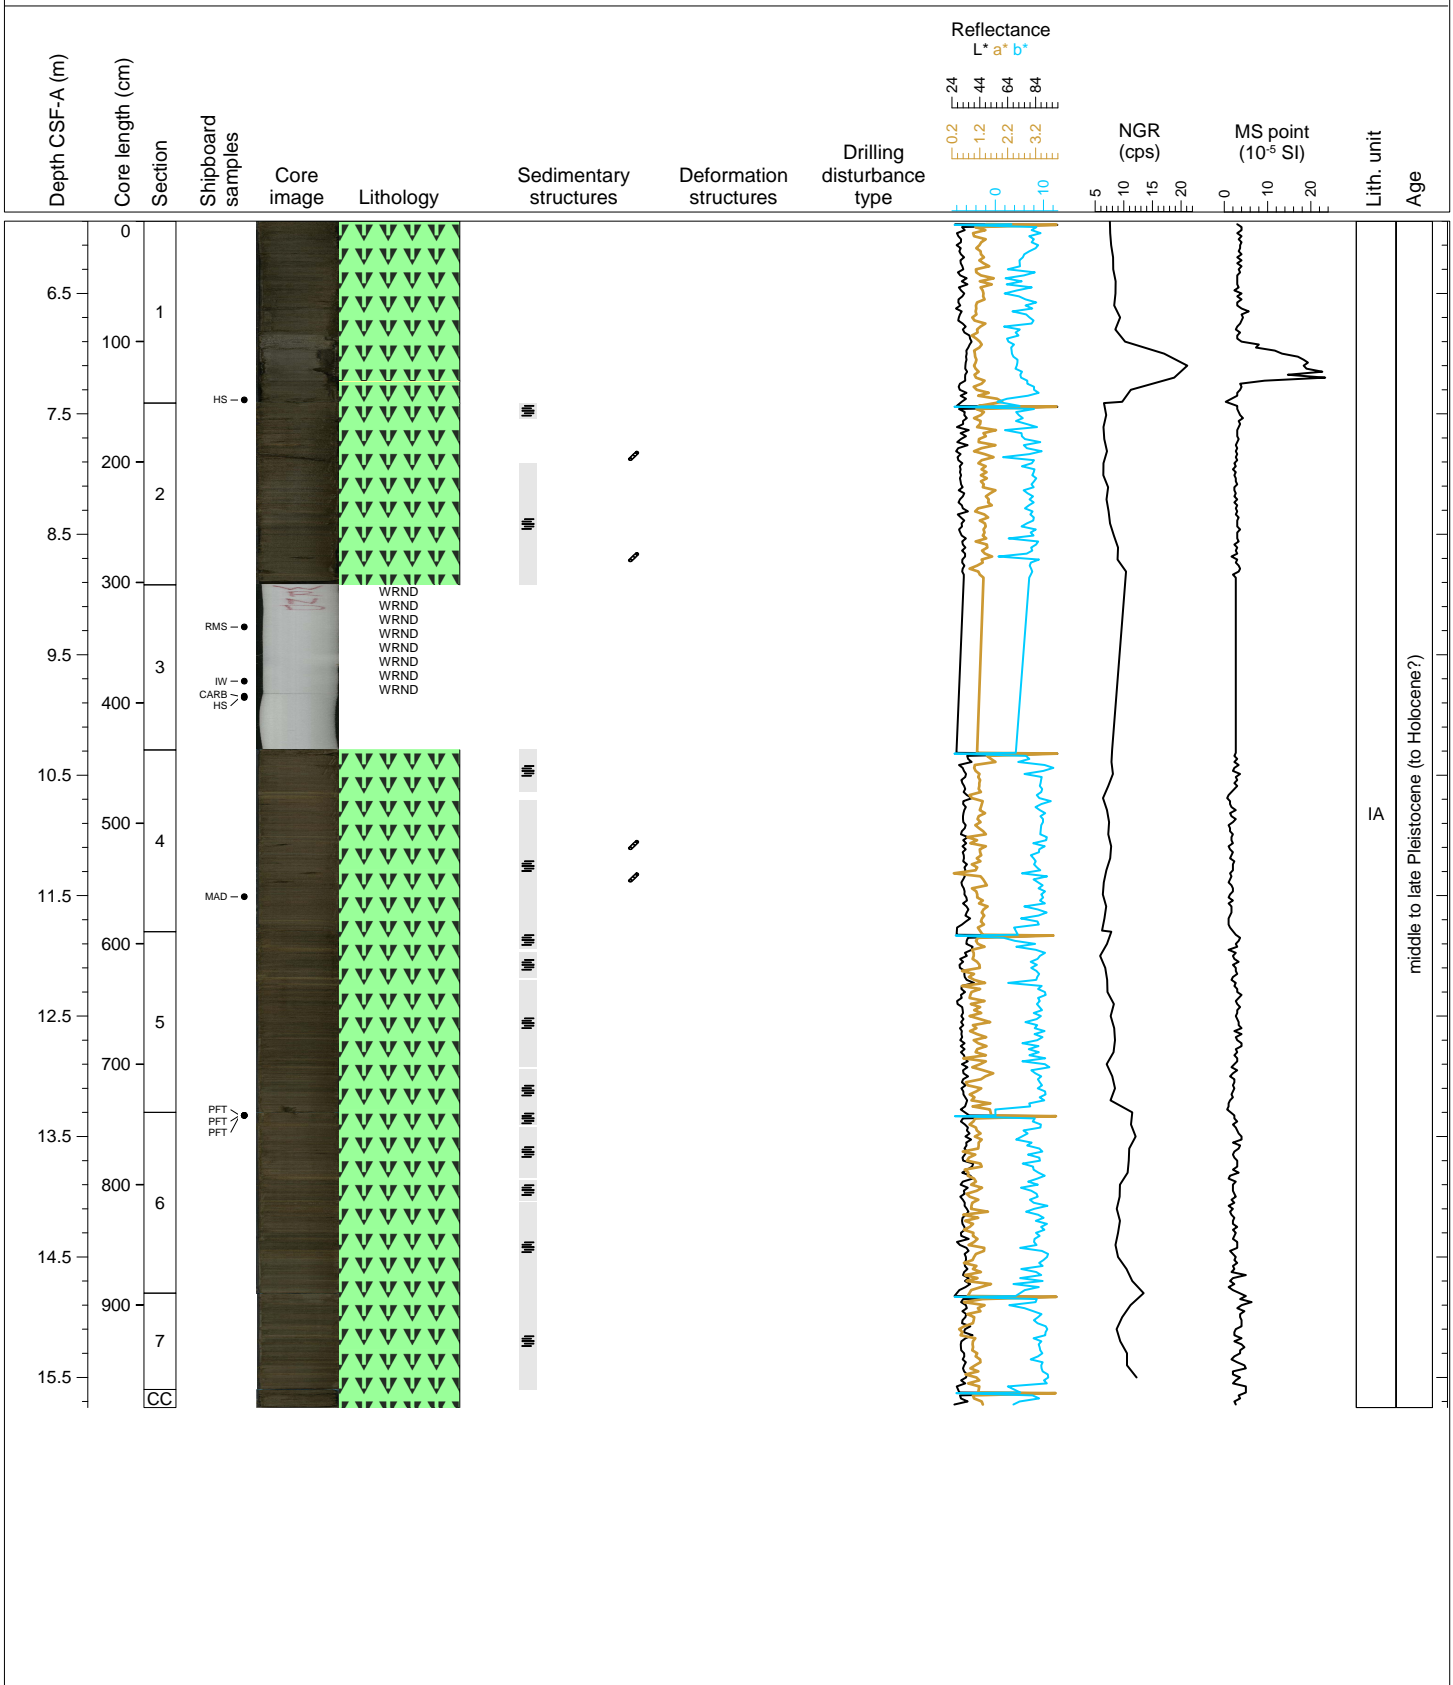 Depth CSF-A (m)
Core length (cm)
Section
Shipboard
samples
Core
image
Lithology
Sedimentary
structures
Deformation
structures
Drilling
disturbance
type
Reflectance
L* a* b*
24 44 64 84
0.2 1.2 2.2 3.2
0 10
NGR
(cps)
5 10 15 20
MS point
(10-5 SI)
0 10 20
Lith. unit
Age
0
6.5
1
100
HS
7.5
200
2
8.5
300
WRND
WRND
WRND
WRND
WRND
WRND
WRND
WRND
RMS
9.5
3
IW
CARB
HS
400
10.5
500
4
IA
middle to late Pleistocene (to Holocene?)
MAD
11.5
600
12.5
5
700
PFT
PFT
PFT
13.5
800
6
14.5
900
7
15.5
CC